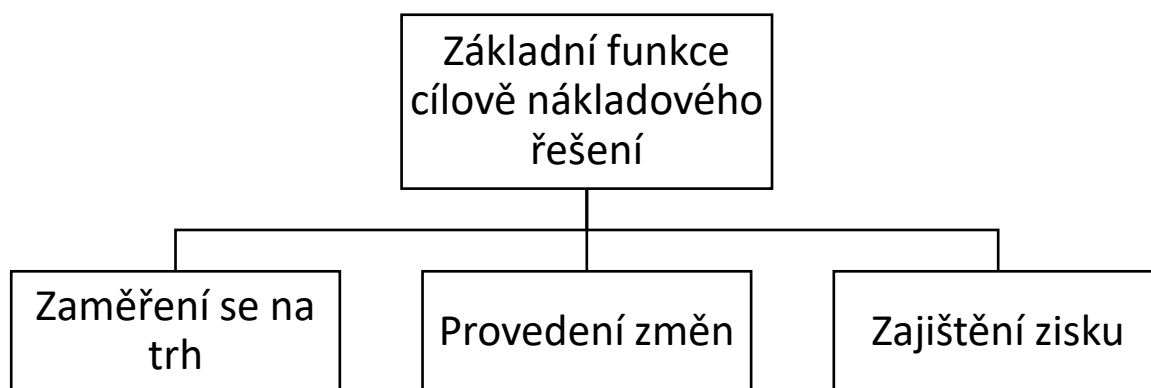 Základní funkce
cílově nákladového
řešení
Zaměření se na
trh
Provedení změn
Zajištění zisku